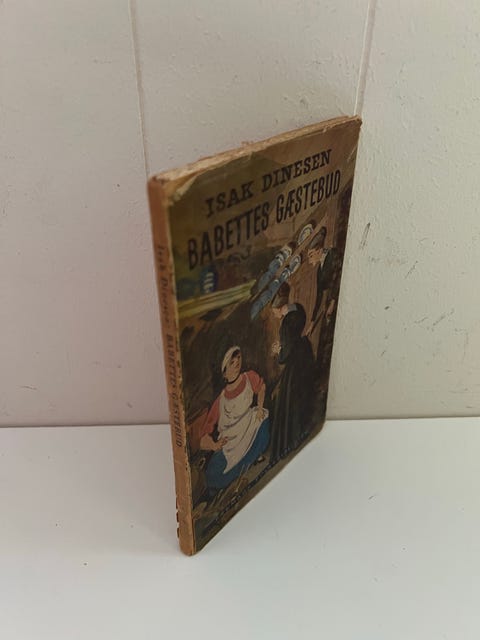 ISAK DINESEN
BABETTES GÆSTEBUD
Isak Dinesen BABETTES GÆSTEBUD